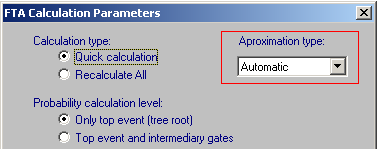 FTA Calculation Parameters
Calculation type:
Quick calculation
Recalculate All
Aproximation type:
Automatic
Probability calculation level:
Only top event (tree root)
Top event and intermediary gates